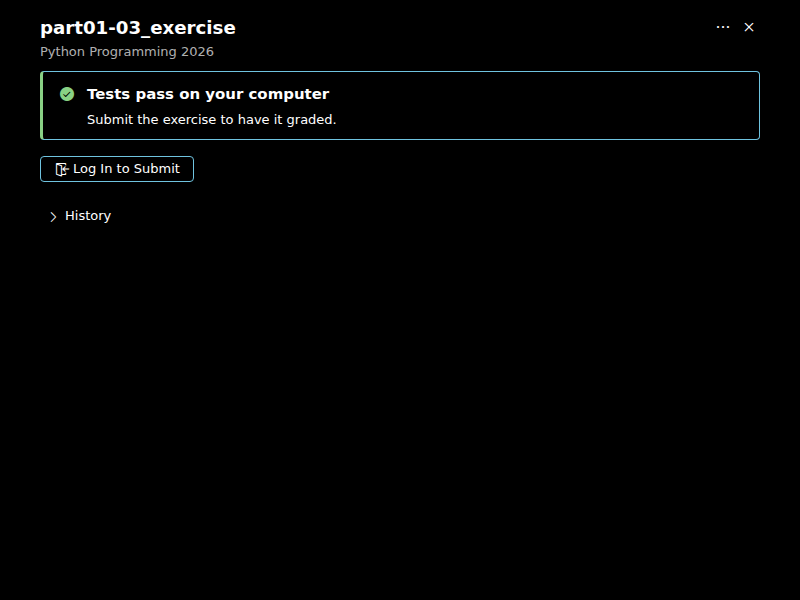 part01-03_exercise
Python Programming 2026
Tests pass on your computer
Submit the exercise to have it graded.
Log In to Submit
History